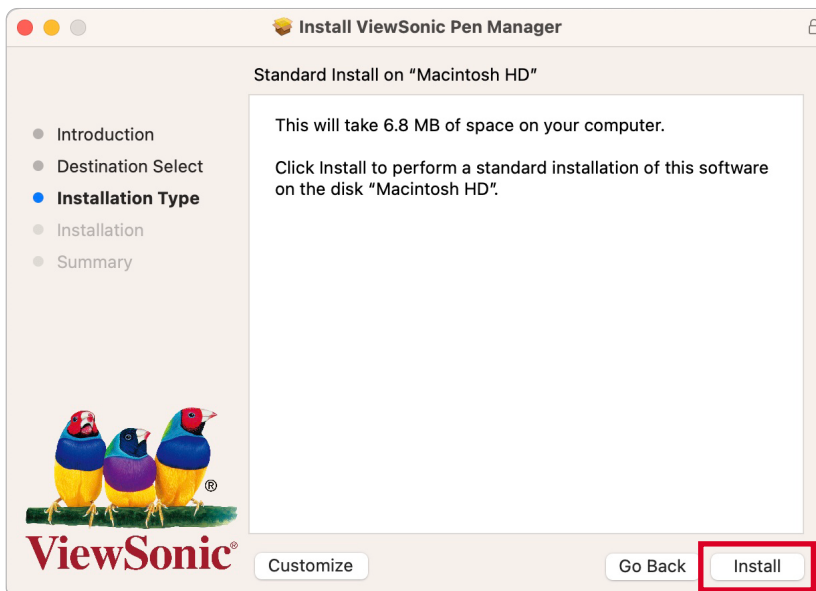 Install ViewSonic Pen Manager
Standard Install on “Macintosh HD”
Introduction
Destination Select
Installation Type
Installation
Summary
This will take 6.8 MB of space on your computer.
Click Install to perform a standard installation of this software
on the disk “Macintosh HD”.
®
ViewSonic®
Customize
Go Back
Install